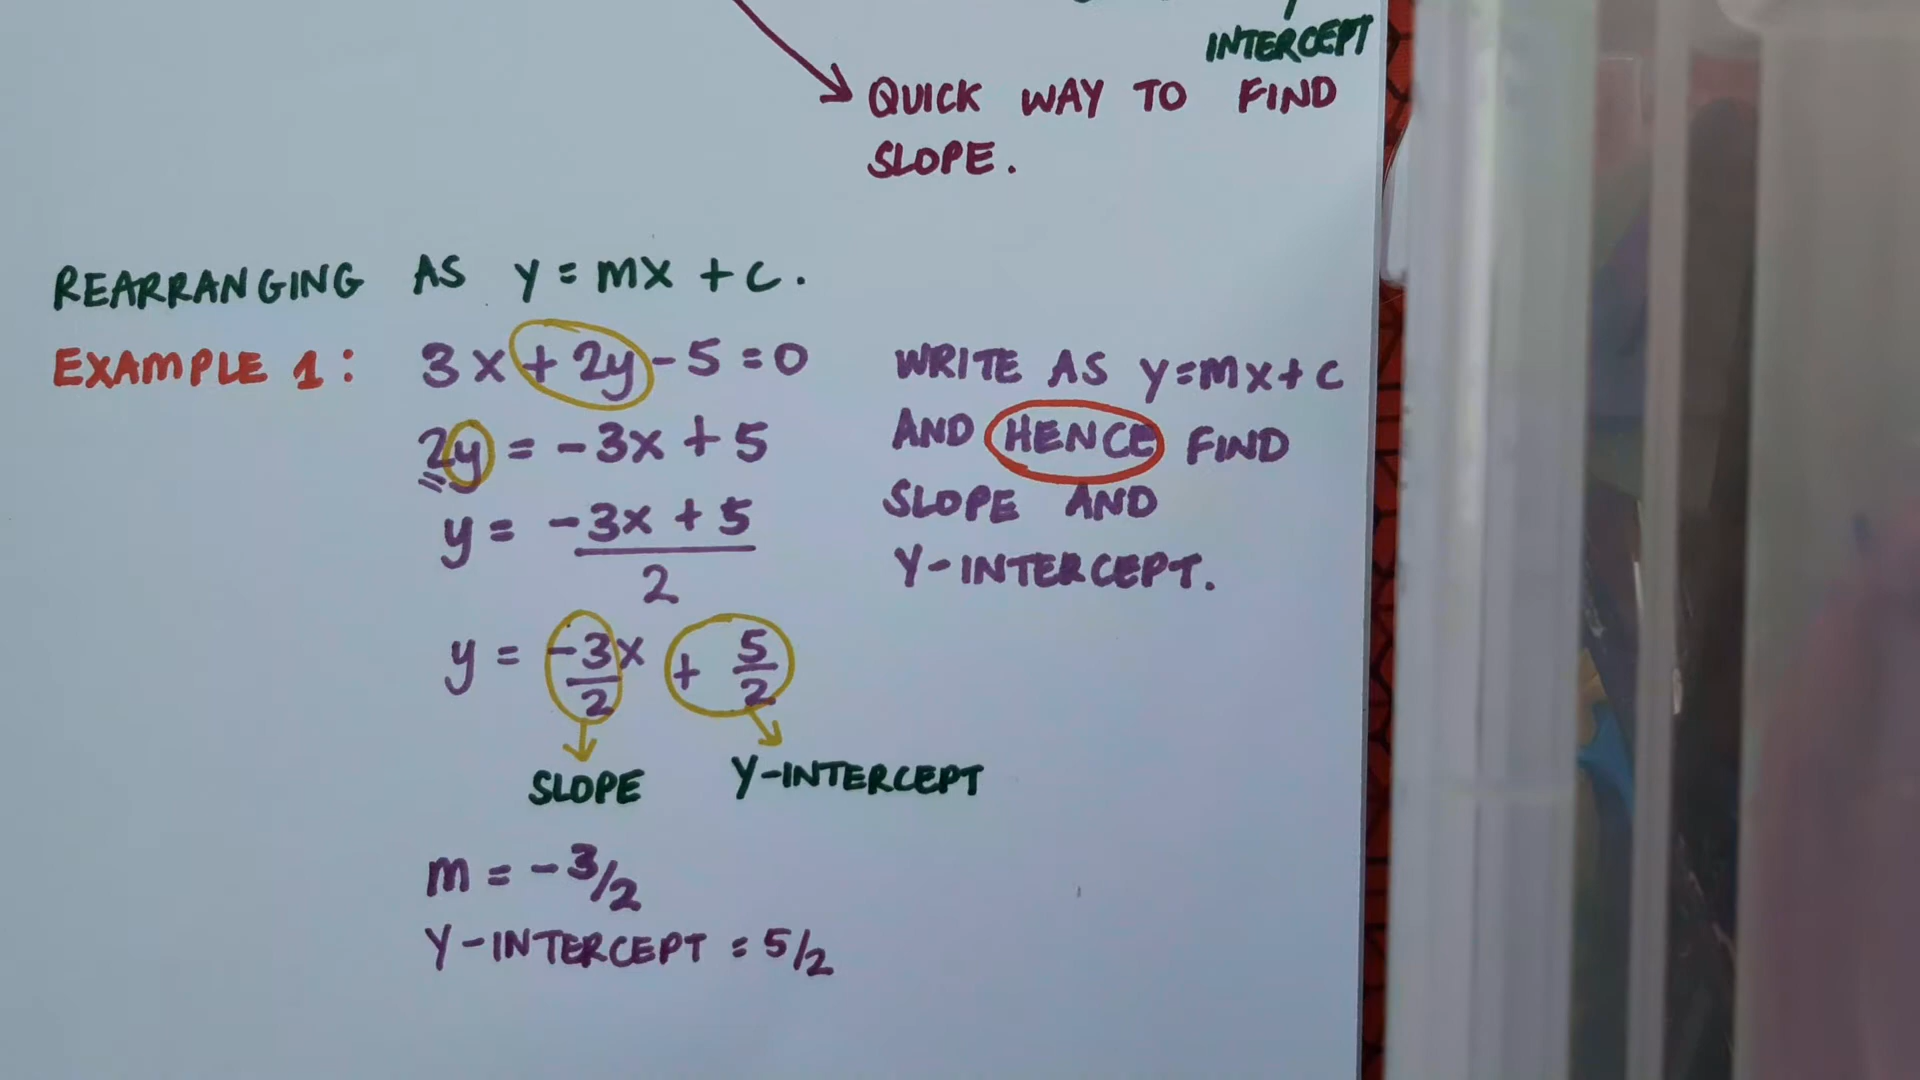 INTERCEPT
QUICK WAY TO FIND
SLOPE.
REARRANGING AS y = mx + c.
EXAMPLE 1: 3x + 2y - 5 = 0
2y = -3x + 5
y = -3x + 5
2
y = -3/2 x + 5/2
SLOPE Y-INTERCEPT
m = -3/2
Y-INTERCEPT = 5/2
WRITE AS y=mx+c
AND HENCE FIND
SLOPE AND
Y-INTERCEPT.